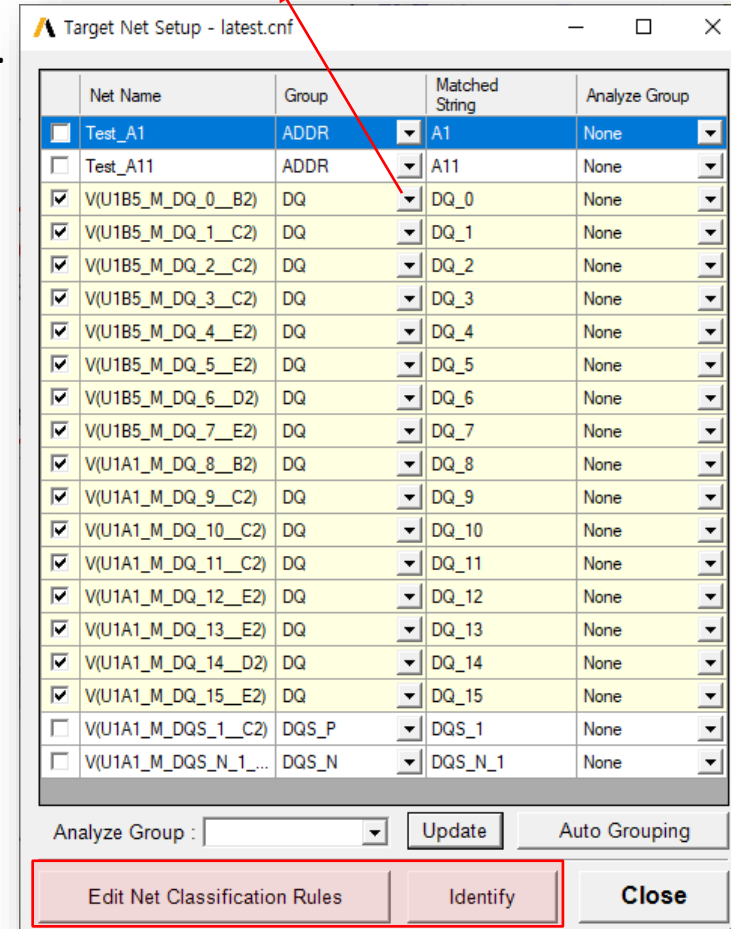 Target Net Setup - latest.cnf
Net Name Group Matched String Analyze Group
Test_A1 ADDR A1 None
Test_A11 ADDR A11 None
V(U1B5_M_DQ_0__B2) DQ DQ_0 None
V(U1B5_M_DQ_1__C2) DQ DQ_1 None
V(U1B5_M_DQ_2__C2) DQ DQ_2 None
V(U1B5_M_DQ_3__C2) DQ DQ_3 None
V(U1B5_M_DQ_4__E2) DQ DQ_4 None
V(U1B5_M_DQ_5__E2) DQ DQ_5 None
V(U1B5_M_DQ_6__D2) DQ DQ_6 None
V(U1B5_M_DQ_7__E2) DQ DQ_7 None
V(U1A1_M_DQ_8__B2) DQ DQ_8 None
V(U1A1_M_DQ_9__C2) DQ DQ_9 None
V(U1A1_M_DQ_10__C2) DQ DQ_10 None
V(U1A1_M_DQ_11__C2) DQ DQ_11 None
V(U1A1_M_DQ_12__E2) DQ DQ_12 None
V(U1A1_M_DQ_13__E2) DQ DQ_13 None
V(U1A1_M_DQ_14__D2) DQ DQ_14 None
V(U1A1_M_DQ_15__E2) DQ DQ_15 None
V(U1A1_M_DQS_1__C2) DQS_P DQS_1 None
V(U1A1_M_DQS_N_1_... DQS_N DQS_N_1 None
Analyze Group : Update Auto Grouping
Edit Net Classification Rules Identify Close